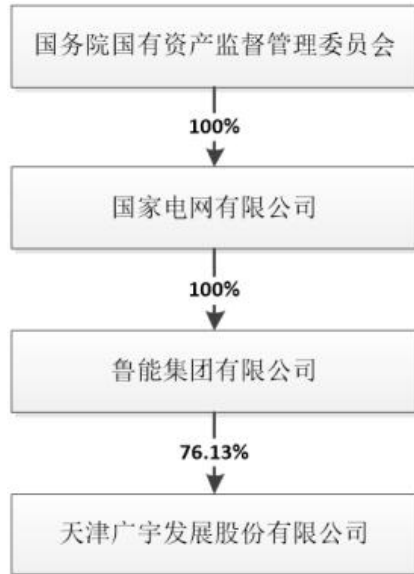 国务院国有资产监督管理委员会
100%
国家电网有限公司
100%
鲁能集团有限公司
76.13%
天津广宇发展股份有限公司